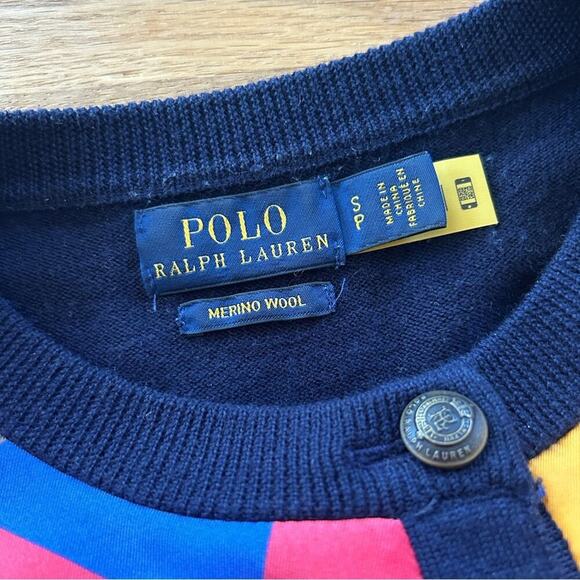 POLO
RALPH LAUREN
MERINO WOOL
S
P
MADE IN
CHINA
FABRIQUÉ EN
CHINE
RALPH LAUREN